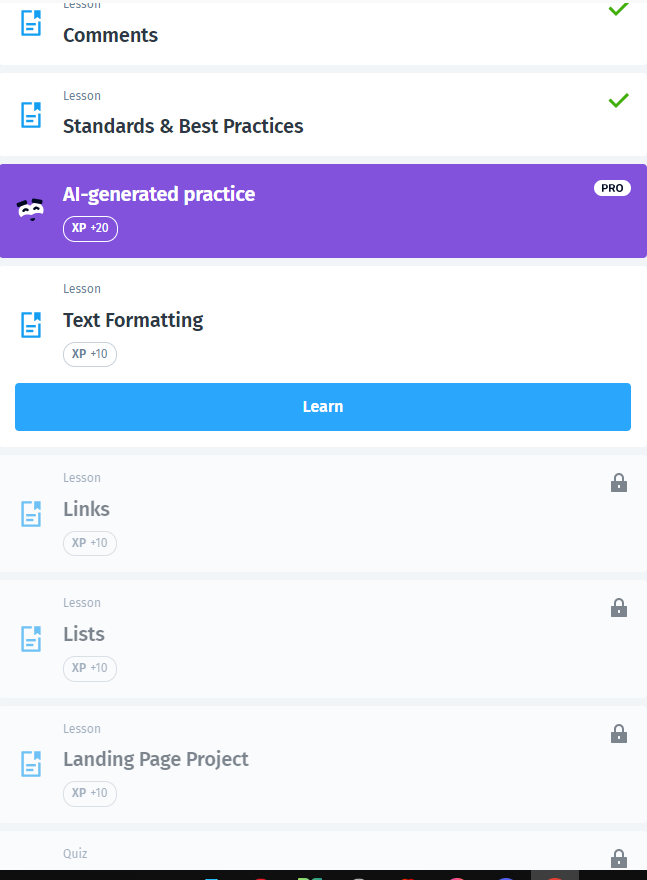 Lesson
Comments
Lesson
Standards & Best Practices
AI-generated practice
PRO
XP +20
Lesson
Text Formatting
XP +10
Learn
Lesson
Links
XP +10
Lesson
Lists
XP +10
Lesson
Landing Page Project
XP +10
Quiz